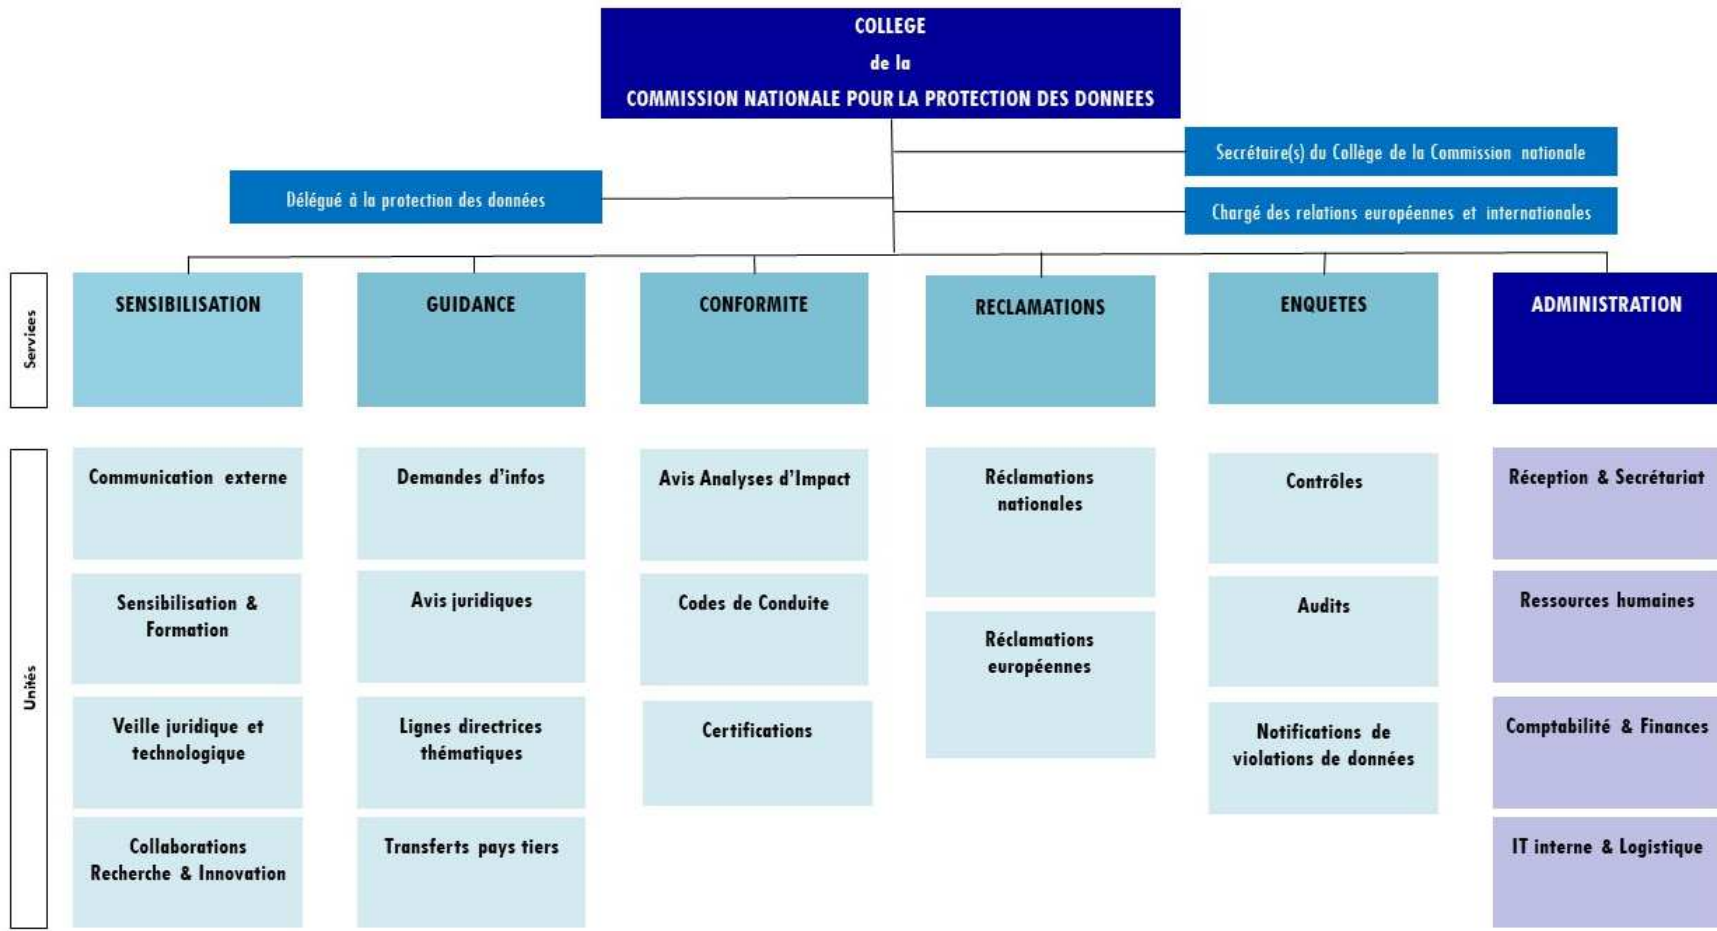 COLLEGE
de la
COMMISSION NATIONALE POUR LA PROTECTION DES DONNEES
Secrétaire(s) du Collège de la Commission nationale
Délégué à la protection des données
Chargé des relations européennes et internationales
Services
SENSIBILISATION
GUIDANCE
CONFORMITE
RECLAMATIONS
ENQUETES
ADMINISTRATION
Unités
Communication externe
Sensibilisation &
Formation
Veille juridique et
technologique
Collaborations
Recherche & Innovation
Demandes d'infos
Avis juridiques
Lignes directrices
thématiques
Transferts pays tiers
Avis Analyses d'Impact
Codes de Conduite
Certifications
Réclamations
nationales
Réclamations
européennes
Contrôles
Audits
Notifications de
violations de données
Réception & Secrétariat
Ressources humaines
Comptabilité & Finances
IT interne & Logistique